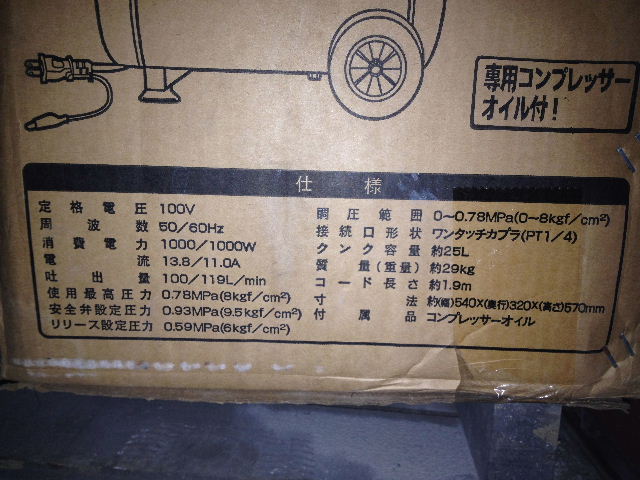 専用コンプレッサー
オイル付!
仕様
定格電圧 100V
周波数 50/60Hz
消費電力 1000/1000W
電流 13.8/11.0A
吐出量 100/119L/min
使用最高圧力 0.78MPa(8kgf/cm²)
安全弁設定圧力 0.93MPa(9.5kgf/cm²)
リリース設定圧力 0.59MPa(6kgf/cm²)
調圧範囲 0〜0.78MPa(0〜8kgf/cm²)
接続口形状 ワンタッチカプラ(PT1/4)
タンク容量 約25L
質量(重量) 約29kg
コード長さ 約1.9m
寸法 約(幅)540×(奥行)320×(高さ)570mm
付属品 コンプレッサーオイル